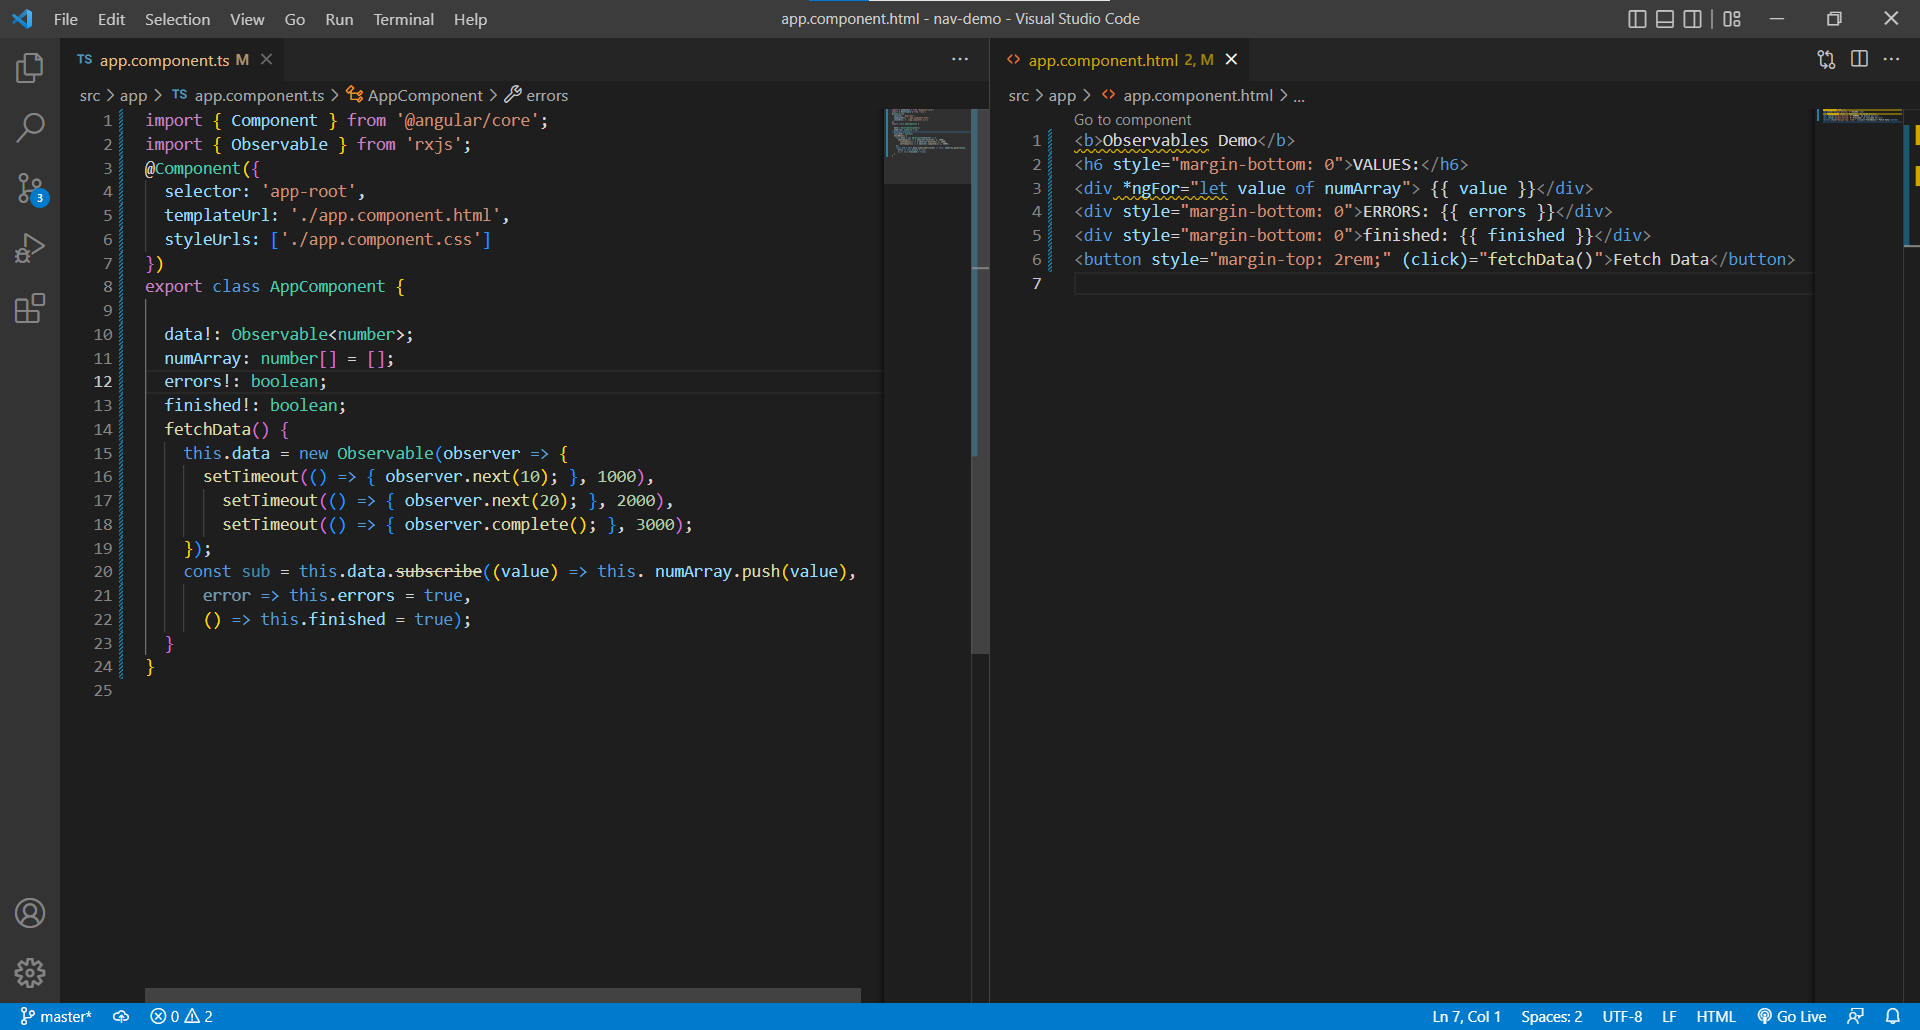 File Edit Selection View Go Run Terminal Help
app.component.html - nav-demo - Visual Studio Code
TS app.component.ts M
src > app > TS app.component.ts > AppComponent > errors
1 import { Component } from '@angular/core';
2 import { Observable } from 'rxjs';
3 @Component({
4   selector: 'app-root',
5   templateUrl: './app.component.html',
6   styleUrls: ['./app.component.css']
7 })
8 export class AppComponent {
9
10   data!: Observable<number>;
11   numArray: number[] = [];
12   errors!: boolean;
13   finished!: boolean;
14   fetchData() {
15     this.data = new Observable(observer => {
16       setTimeout(() => { observer.next(10); }, 1000),
17         setTimeout(() => { observer.next(20); }, 2000),
18         setTimeout(() => { observer.complete(); }, 3000);
19     });
20     const sub = this.data.subscribe((value) => this. numArray.push(value),
21       error => this.errors = true,
22       () => this.finished = true);
23   }
24 }
25
<> app.component.html 2, M
src > app > <> app.component.html > ...
Go to component
1 <b>Observables Demo</b>
2 <h6 style="margin-bottom: 0">VALUES:</h6>
3 <div *ngFor="let value of numArray"> {{ value }}</div>
4 <div style="margin-bottom: 0">ERRORS: {{ errors }}</div>
5 <div style="margin-bottom: 0">finished: {{ finished }}</div>
6 <button style="margin-top: 2rem;" (click)="fetchData()">Fetch Data</button>
7
3
master* 0 2
Ln 7, Col 1 Spaces: 2 UTF-8 LF HTML Go Live